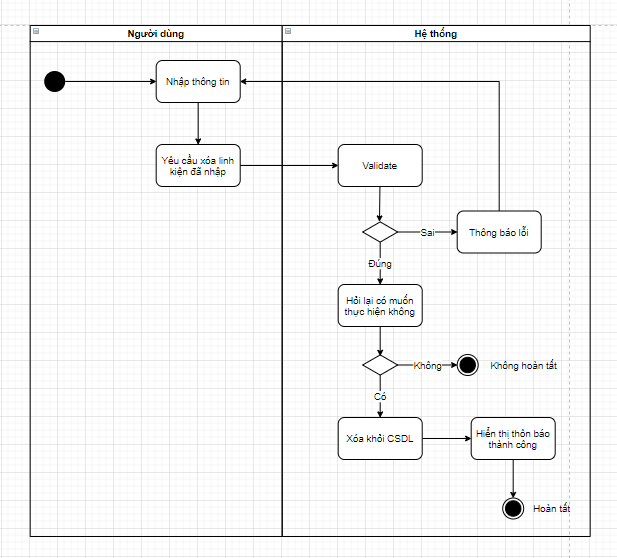 Người dùng
Hệ thống
Nhập thông tin
Yêu cầu xóa linh
kiện đã nhập
Validate
Sai
Thông báo lỗi
Đúng
Hỏi lại có muốn
thực hiện không
Không
Không hoàn tất
Có
Xóa khỏi CSDL
Hiển thị thôn báo
thành công
Hoàn tất